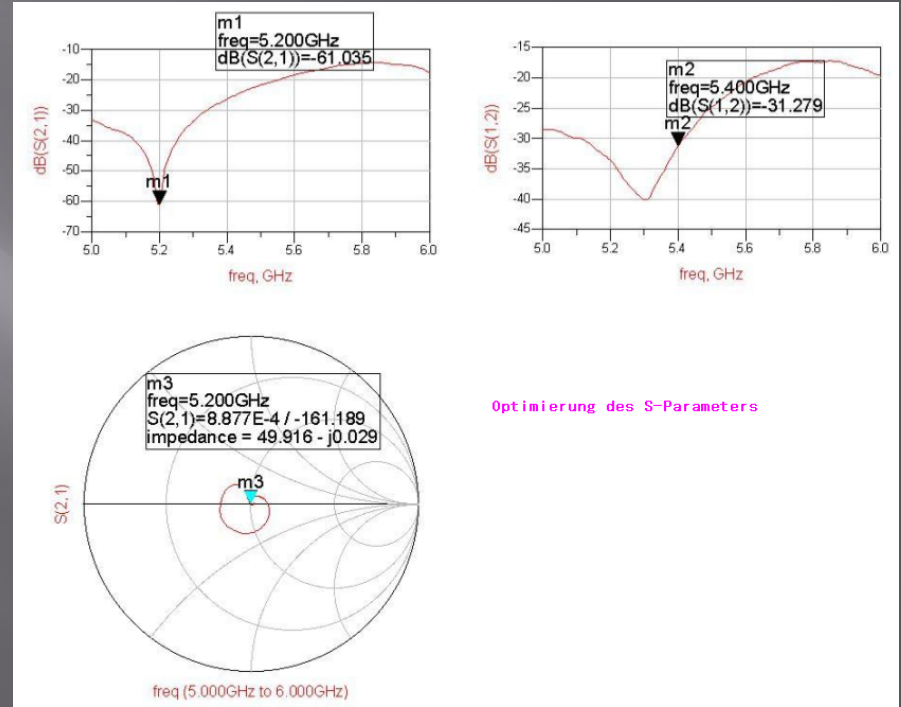 m1
freq=5.200GHz
dB(S(2,1))=-61.035
-10
-20
-30
-40
-50
-60
-70
dB(S(2,1))
m1
5.0
5.2
5.4
5.6
5.8
6.0
freq, GHz
m2
freq=5.400GHz
dB(S(1,2))=-31.279
m2
-15
-20
-25
-30
-35
-40
-45
dB(S(1,2))
5.0
5.2
5.4
5.6
5.8
6.0
freq, GHz
m3
freq=5.200GHz
S(2,1)=8.877E-4 / -161.189
impedance = 49.916 - j0.029
m3
S(2,1)
freq (5.000GHz to 6.000GHz)
Optimierung des S-Parameters